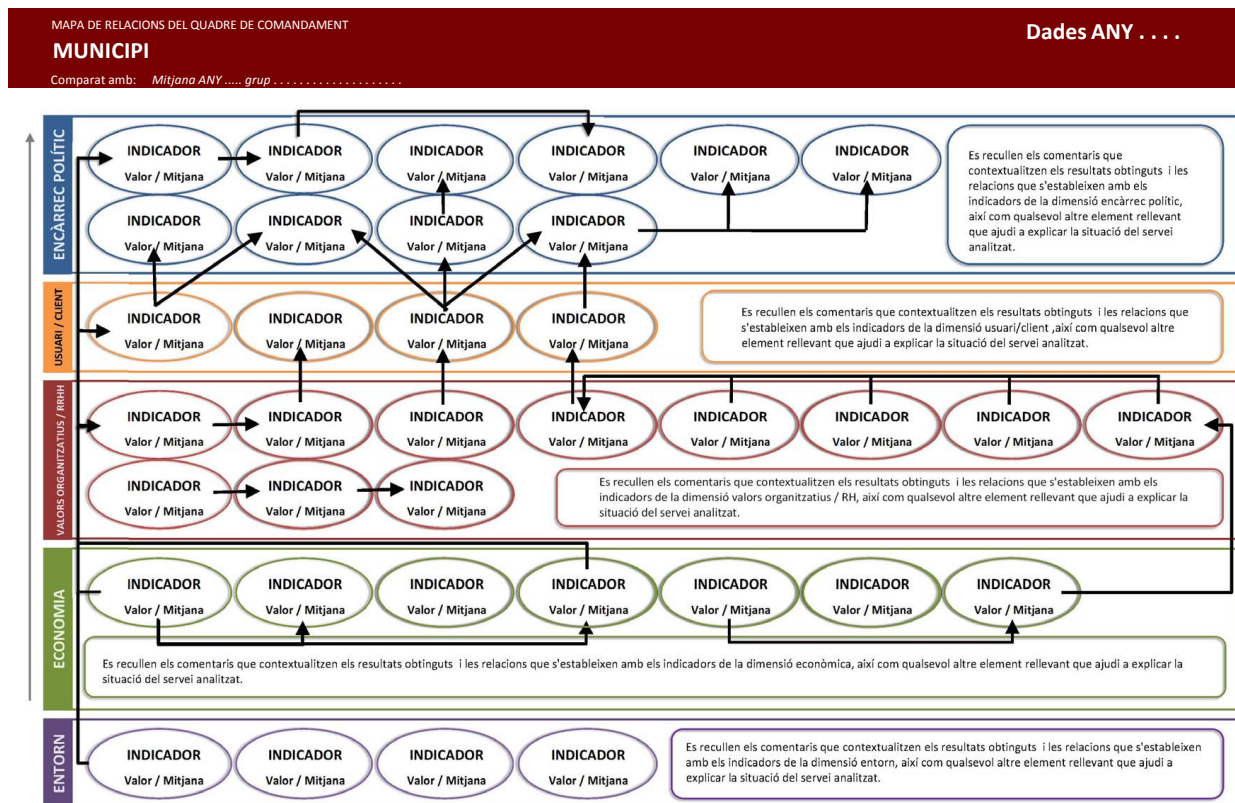 MAPA DE RELACIONS DEL QUADRE DE COMANDAMENT
MUNICIPI
Dades ANY . . . .
Comparat amb: Mitjana ANY ..... grup . . . . . . . . . . . . . . . . . . . .
ENCÀRREC POLÍTIC
INDICADOR INDICADOR INDICADOR INDICADOR INDICADOR INDICADOR
Valor / Mitjana Valor / Mitjana Valor / Mitjana Valor / Mitjana Valor / Mitjana Valor / Mitjana
INDICADOR INDICADOR INDICADOR INDICADOR
Valor / Mitjana Valor / Mitjana Valor / Mitjana Valor / Mitjana
Es recullen els comentaris que
contextualitzen els resultats obtinguts i les
relacions que s'estableixen amb els
indicadors de la dimensió encàrrec polític,
així com qualsevol altre element rellevant
que ajudi a explicar la situació del servei
analitzat.
USUARI / CLIENT
INDICADOR INDICADOR INDICADOR INDICADOR
Valor / Mitjana Valor / Mitjana Valor / Mitjana Valor / Mitjana
Es recullen els comentaris que contextualitzen els resultats obtinguts i les relacions que
s'estableixen amb els indicadors de la dimensió usuari/client ,així com qualsevol altre
element rellevant que ajudi a explicar la situació del servei analitzat.
VALORS ORGANITZATIUS / RRHH
INDICADOR INDICADOR INDICADOR INDICADOR INDICADOR INDICADOR INDICADOR INDICADOR
Valor / Mitjana Valor / Mitjana Valor / Mitjana Valor / Mitjana Valor / Mitjana Valor / Mitjana Valor / Mitjana Valor / Mitjana
INDICADOR INDICADOR INDICADOR
Valor / Mitjana Valor / Mitjana Valor / Mitjana
Es recullen els comentaris que contextualitzen els resultats obtinguts i les relacions que s'estableixen amb els
indicadors de la dimensió valors organitzatius / RH, així com qualsevol altre element rellevant que ajudi a explicar la
situació del servei analitzat.
ECONOMIA
INDICADOR INDICADOR INDICADOR INDICADOR INDICADOR INDICADOR INDICADOR
Valor / Mitjana Valor / Mitjana Valor / Mitjana Valor / Mitjana Valor / Mitjana Valor / Mitjana Valor / Mitjana
Es recullen els comentaris que contextualitzen els resultats obtinguts i les relacions que s'estableixen amb els indicadors de la dimensió econòmica, així com qualsevol altre element rellevant que ajudi a explicar la
situació del servei analitzat.
ENTORN
INDICADOR INDICADOR INDICADOR INDICADOR
Valor / Mitjana Valor / Mitjana Valor / Mitjana Valor / Mitjana
Es recullen els comentaris que contextualitzen els resultats obtinguts i les relacions que s'estableixen
amb els indicadors de la dimensió entorn, així com qualsevol altre element rellevant que ajudi a
explicar la situació del servei analitzat.